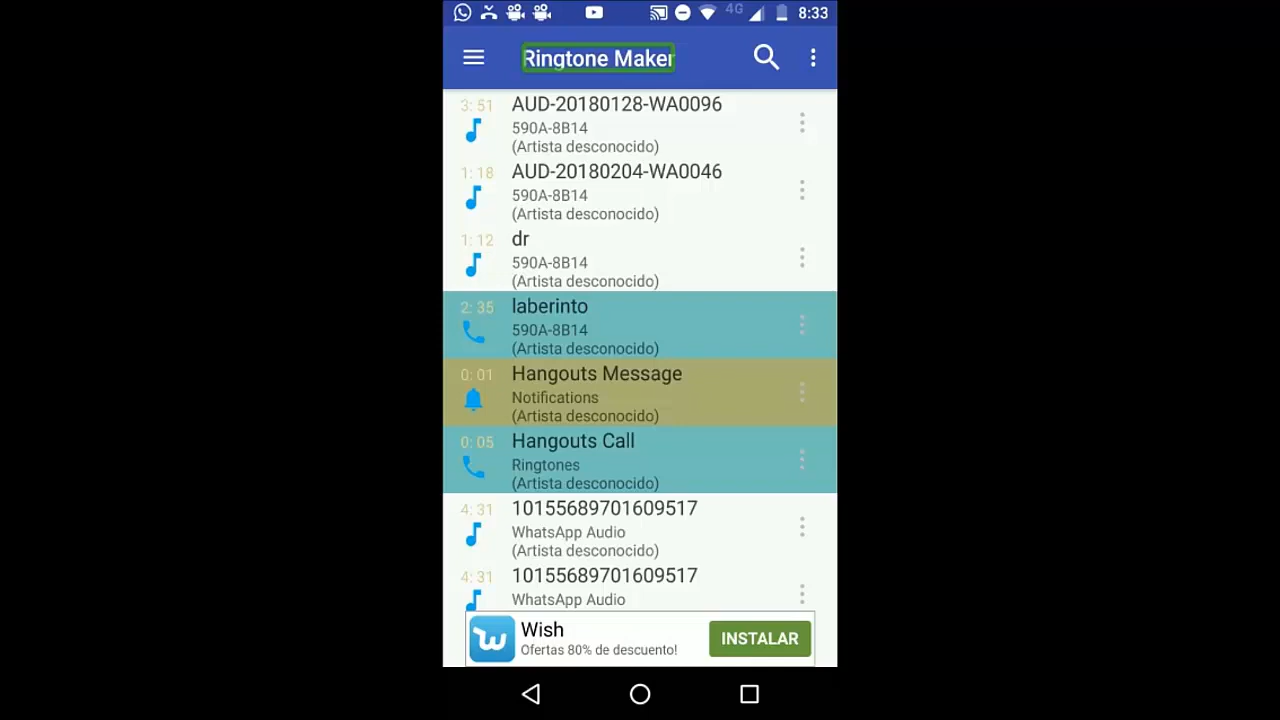 4G 8:33
Ringtone Maker
3: 51 AUD-20180128-WA0096
590A-8B14
(Artista desconocido)
1: 18 AUD-20180204-WA0046
590A-8B14
(Artista desconocido)
1: 12 dr
590A-8B14
(Artista desconocido)
2: 35 laberinto
590A-8B14
(Artista desconocido)
0: 01 Hangouts Message
Notifications
(Artista desconocido)
0: 05 Hangouts Call
Ringtones
(Artista desconocido)
4: 31 10155689701609517
WhatsApp Audio
(Artista desconocido)
4: 31 10155689701609517
WhatsApp Audio
Wish
Ofertas 80% de descuento!
INSTALAR